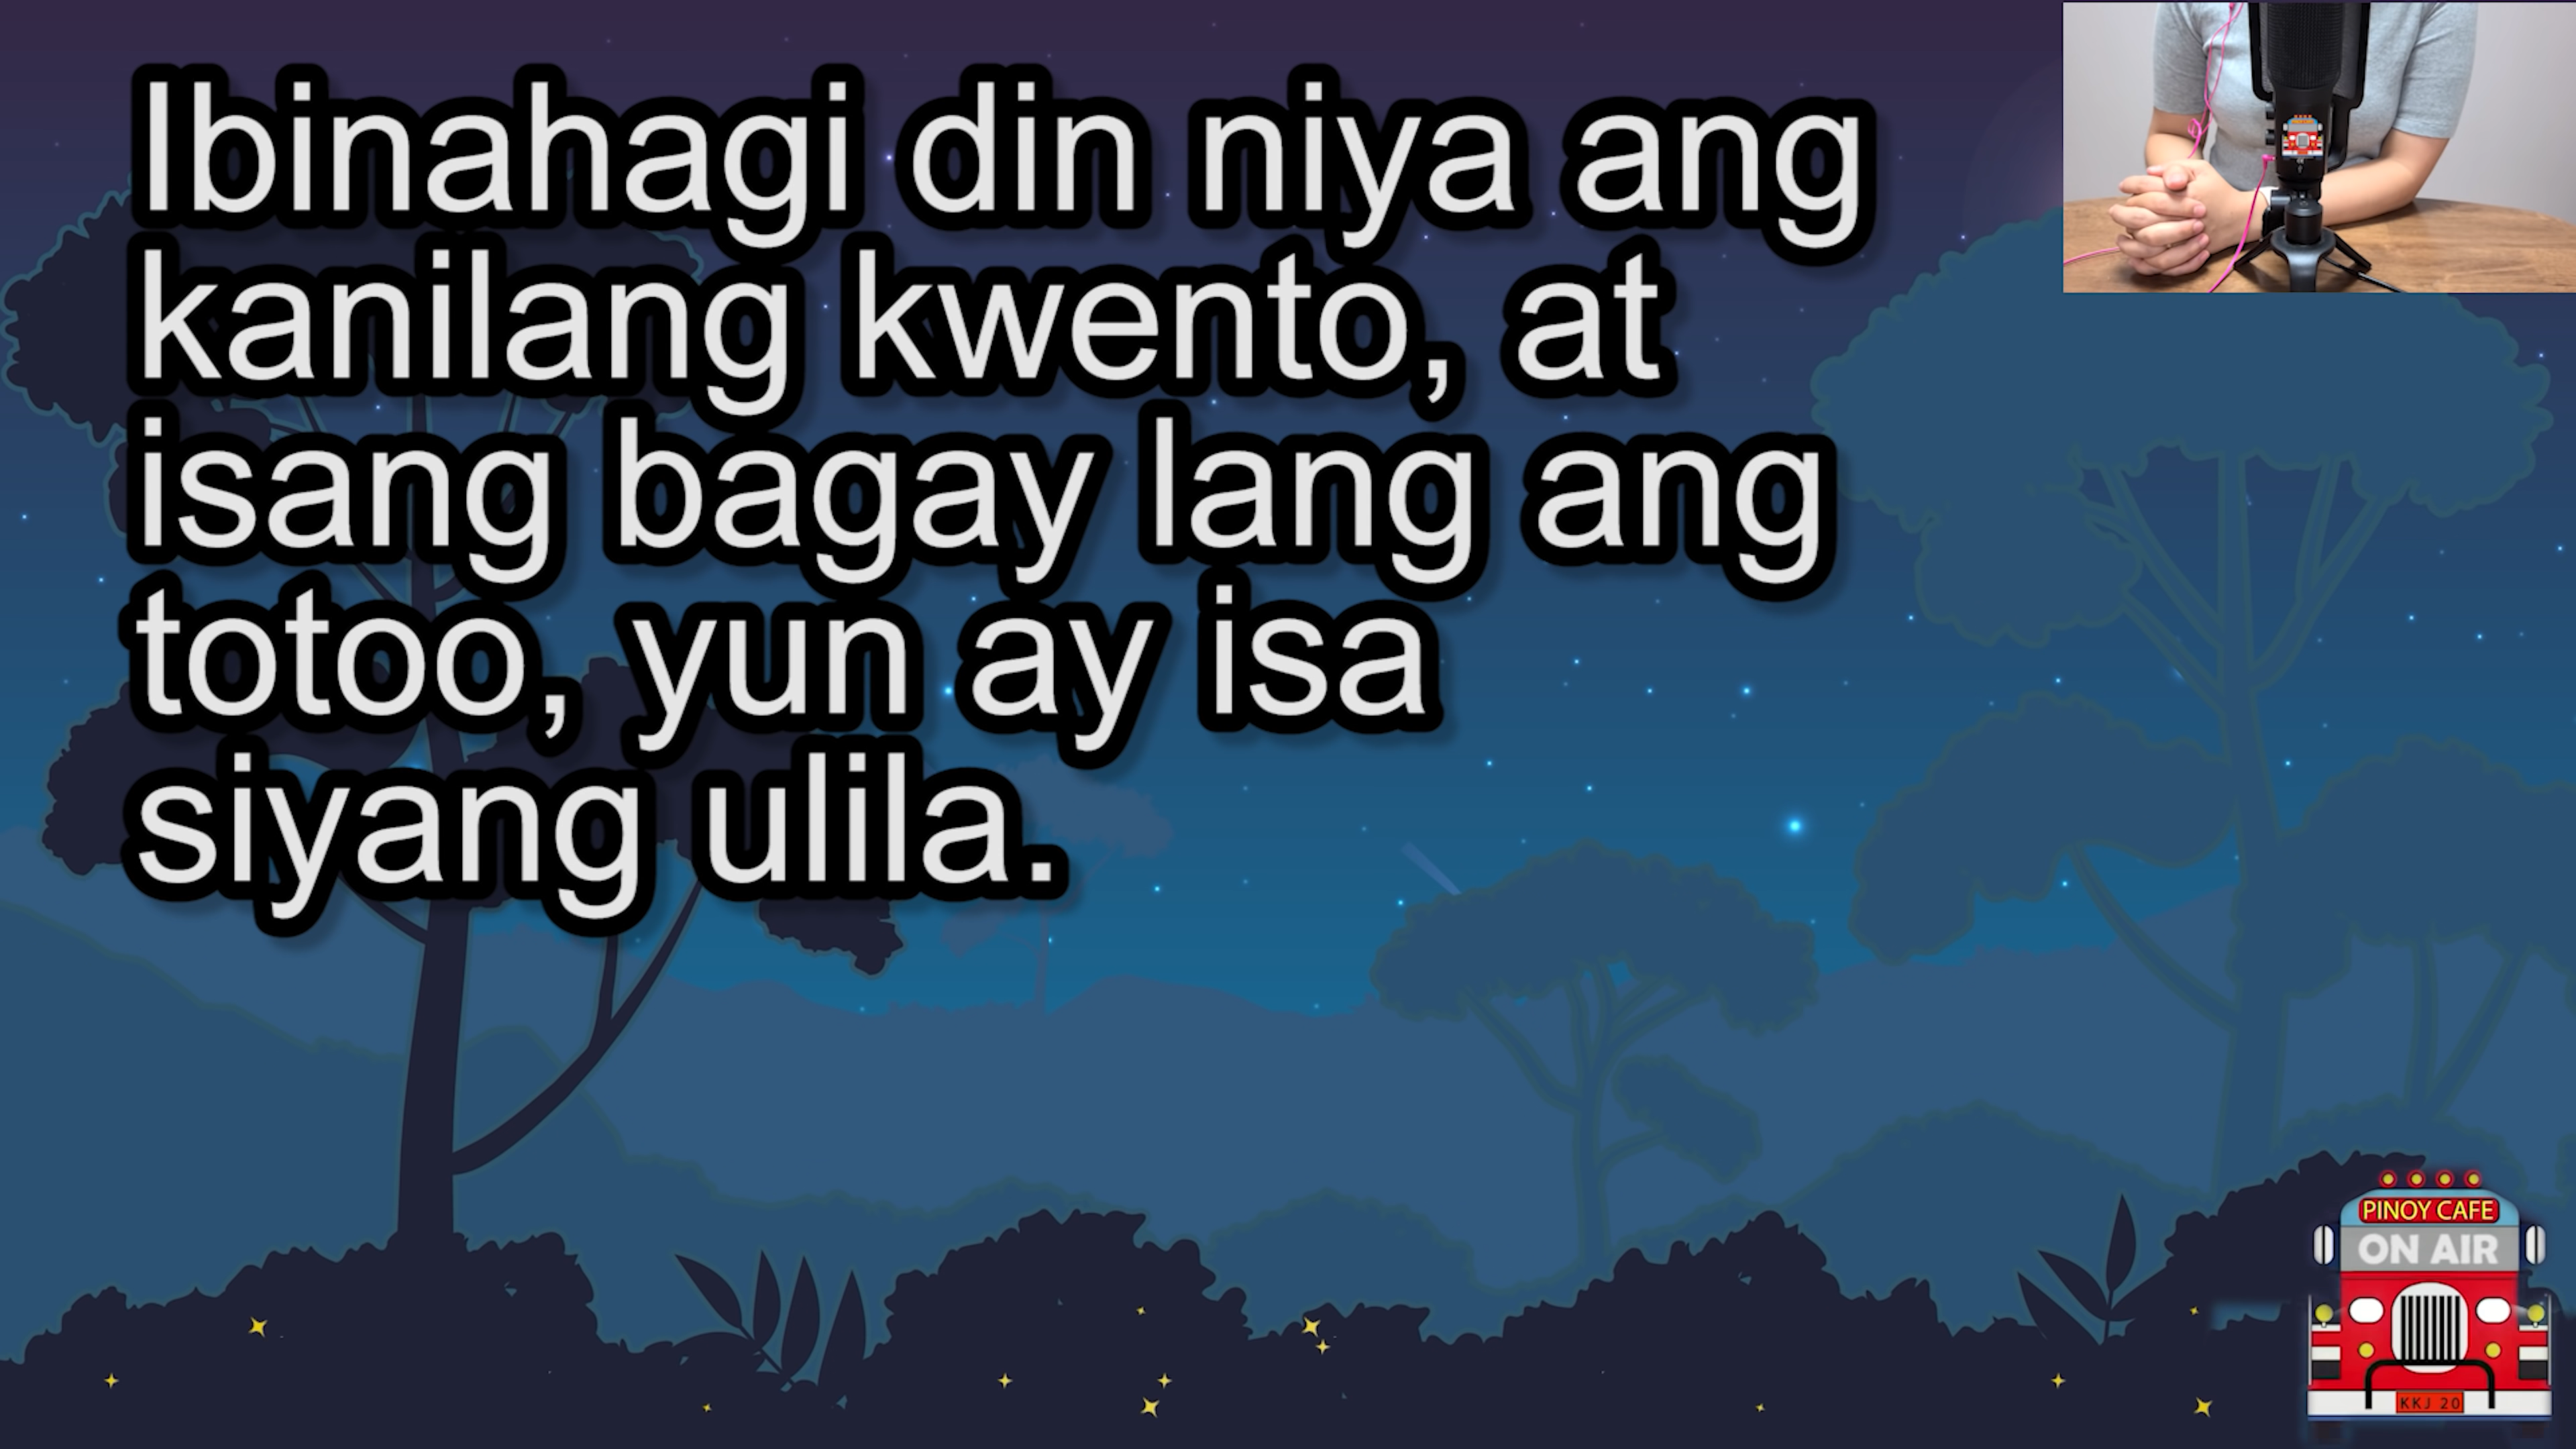 Ibinahagi din niya ang
kanilang kwento, at
isang bagay lang ang
totoo, yun ay isa
siyang ulila.
PINOY CAFE
ON AIR
KKJ 20